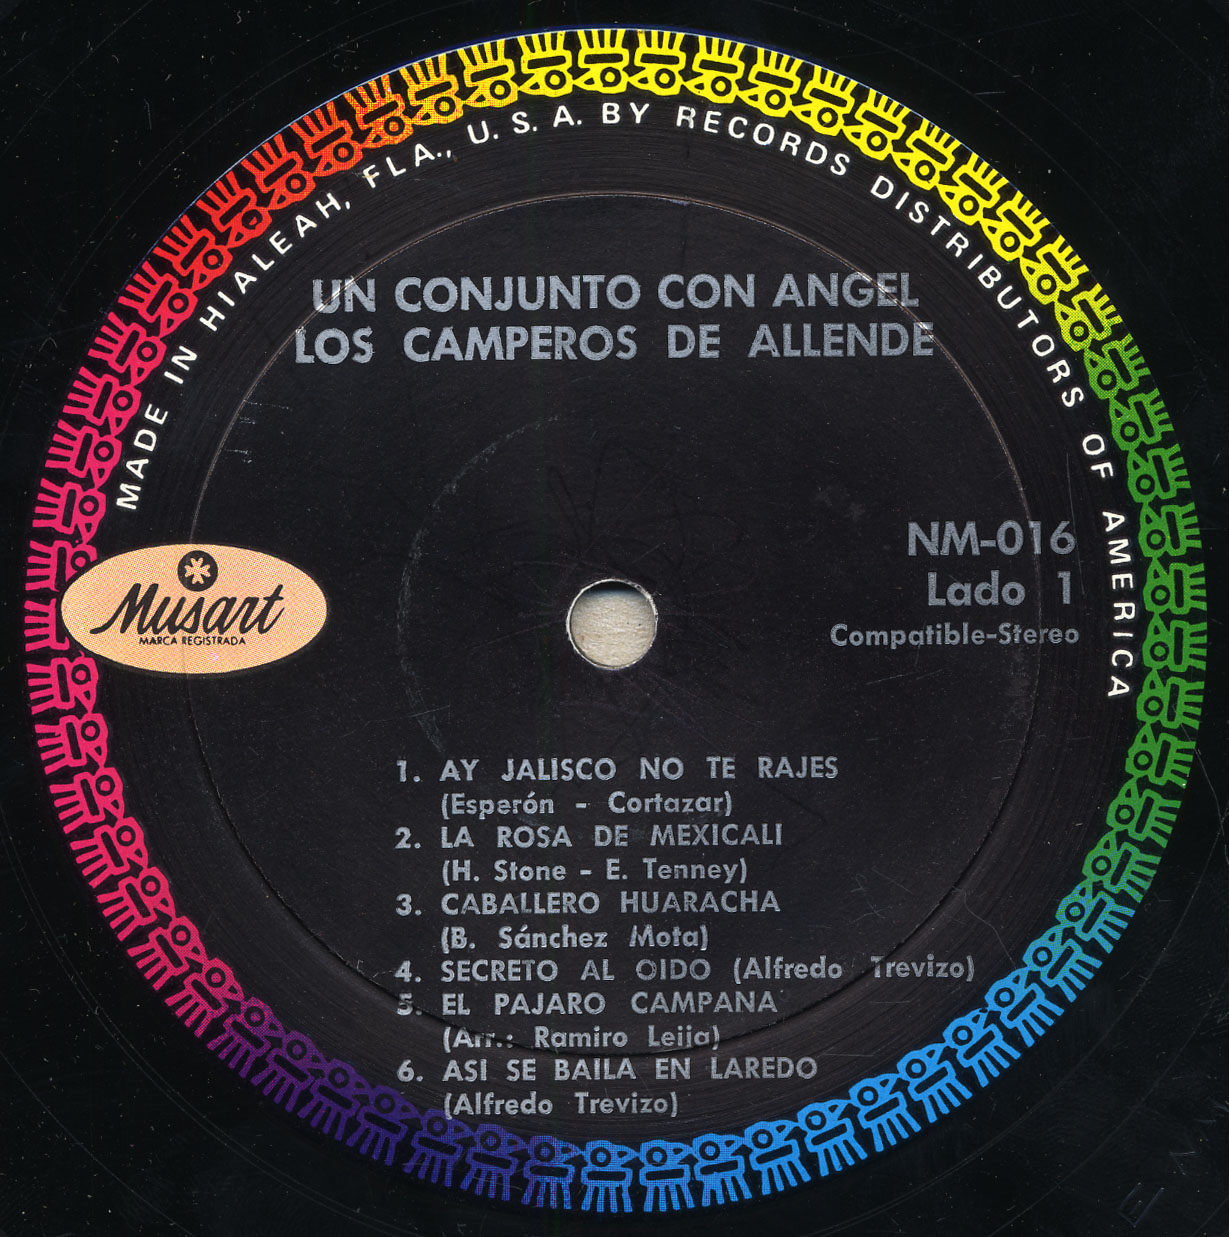 MADE IN HIALEAH, FLA., U. S. A. BY RECORDS DISTRIBUTORS OF AMERICA
UN CONJUNTO CON ANGEL
LOS CAMPEROS DE ALLENDE
NM-016
Lado 1
Compatible-Stereo
Musart
MARCA REGISTRADA
1. AY JALISCO NO TE RAJES
(Esperón - Cortazar)
2. LA ROSA DE MEXICALI
(H. Stone - E. Tenney)
3. CABALLERO HUARACHA
(B. Sánchez Mota)
4. SECRETO AL OIDO (Alfredo Trevizo)
5. EL PAJARO CAMPANA
(Arr.: Ramiro Leija)
6. ASI SE BAILA EN LAREDO
(Alfredo Trevizo)